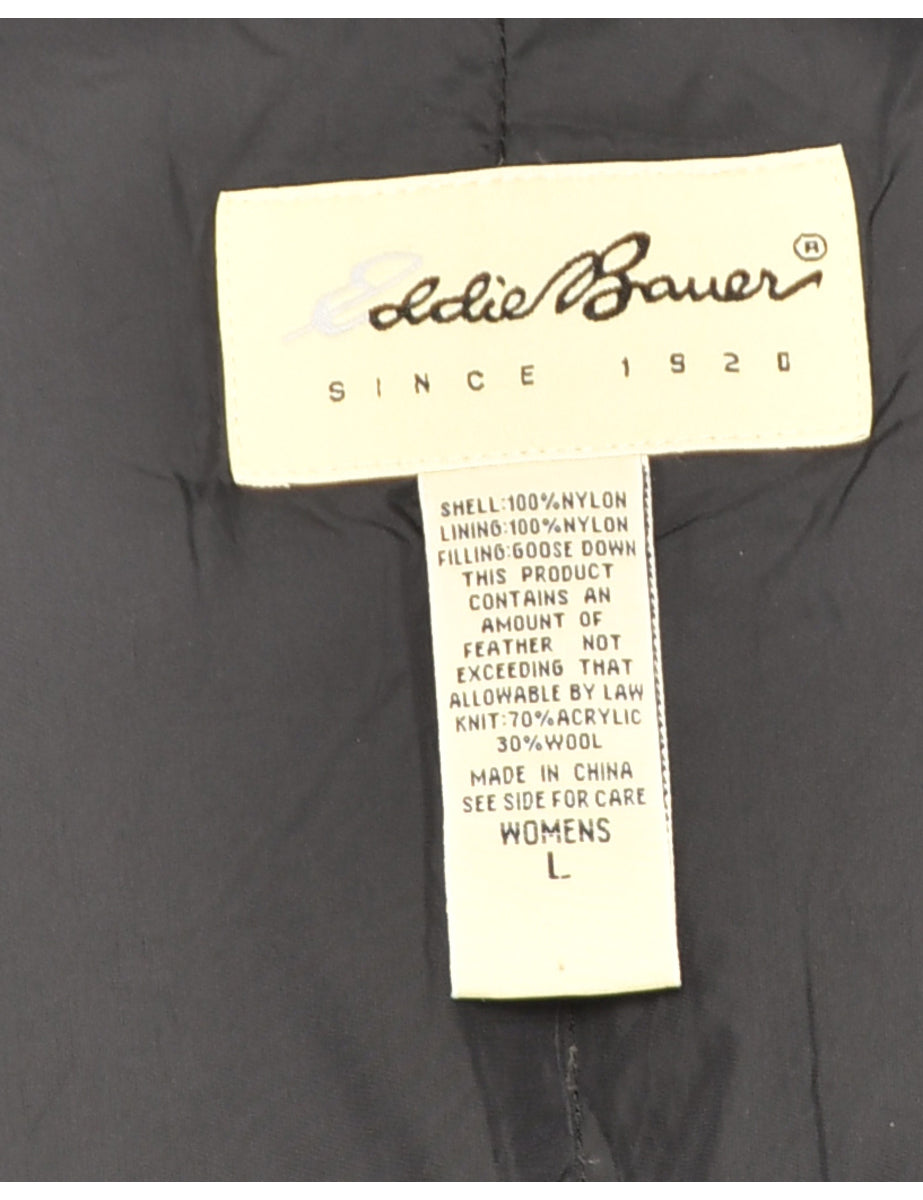 Eddie Bauer®
SINCE 1920
SHELL:100%NYLON
LINING:100%NYLON
FILLING:GOOSE DOWN
THIS PRODUCT
CONTAINS AN
AMOUNT OF
FEATHER NOT
EXCEEDING THAT
ALLOWABLE BY LAW
KNIT:70%ACRYLIC
30%WOOL
MADE IN CHINA
SEE SIDE FOR CARE
WOMENS
L